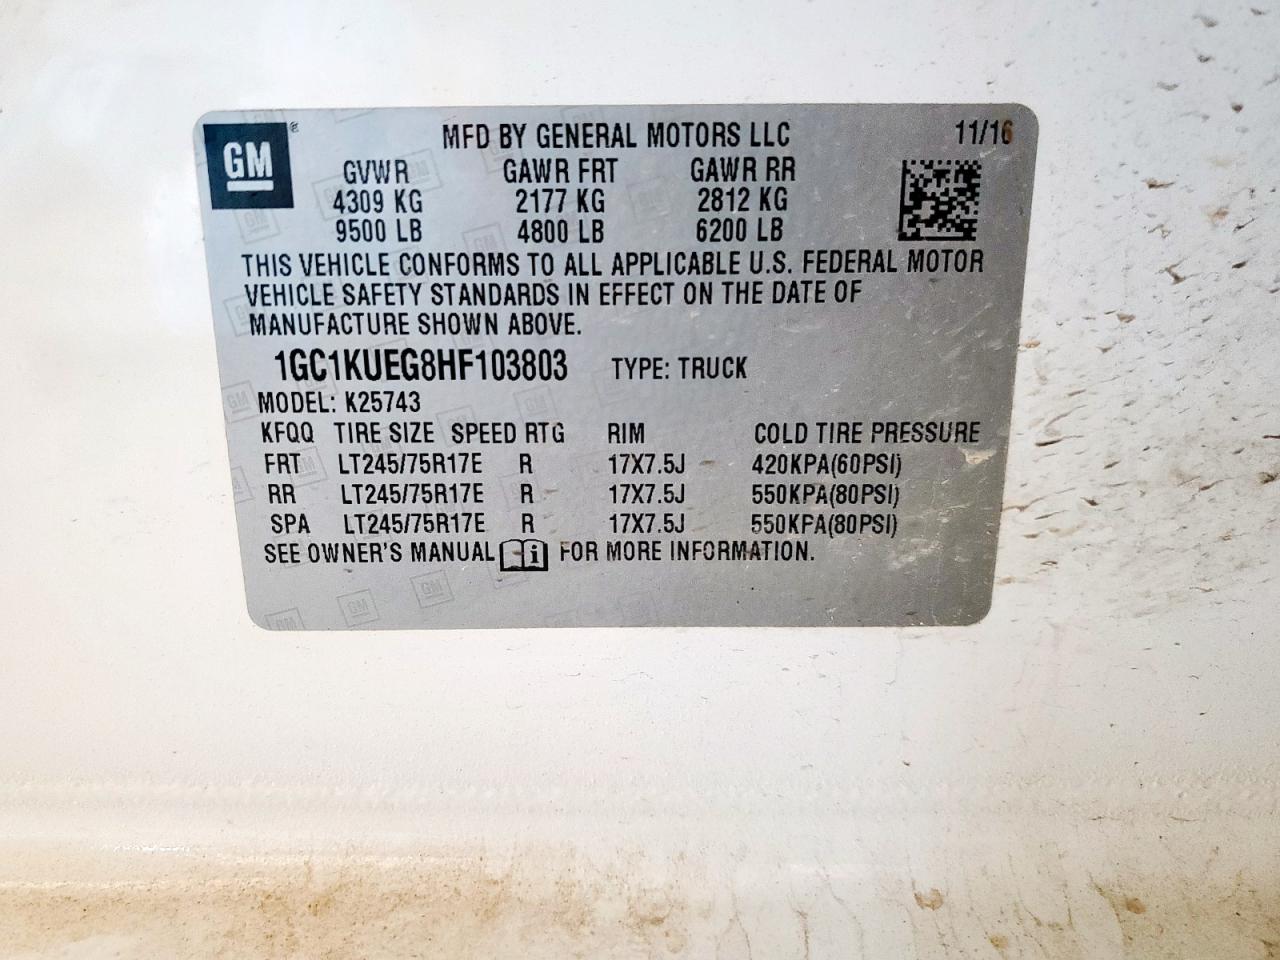 GM ® MFD BY GENERAL MOTORS LLC 11/16
GVWR GAWR FRT GAWR RR
4309 KG 2177 KG 2812 KG
9500 LB 4800 LB 6200 LB
THIS VEHICLE CONFORMS TO ALL APPLICABLE U.S. FEDERAL MOTOR
VEHICLE SAFETY STANDARDS IN EFFECT ON THE DATE OF
MANUFACTURE SHOWN ABOVE.
1GC1KUEG8HF103803 TYPE: TRUCK
MODEL: K25743
KFQQ TIRE SIZE SPEED RTG RIM COLD TIRE PRESSURE
FRT LT245/75R17E R 17X7.5J 420KPA(60PSI)
RR LT245/75R17E R 17X7.5J 550KPA(80PSI)
SPA LT245/75R17E R 17X7.5J 550KPA(80PSI)
SEE OWNER'S MANUAL i FOR MORE INFORMATION.